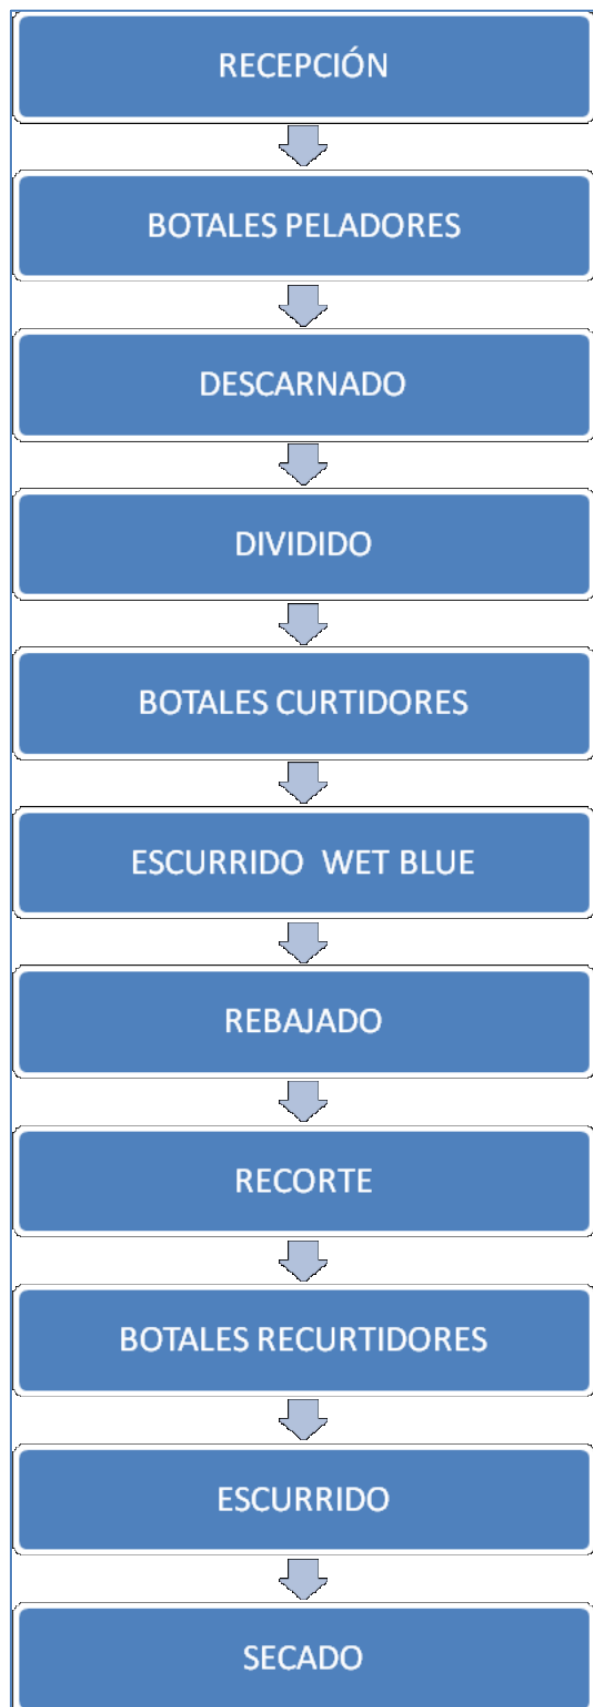 RECEPCIÓN
BOTALES PELADORES
DESCARNADO
DIVIDIDO
BOTALES CURTIDORES
ESCURRIDO WET BLUE
REBAJADO
RECORTE
BOTALES RECURTIDORES
ESCURRIDO
SECADO